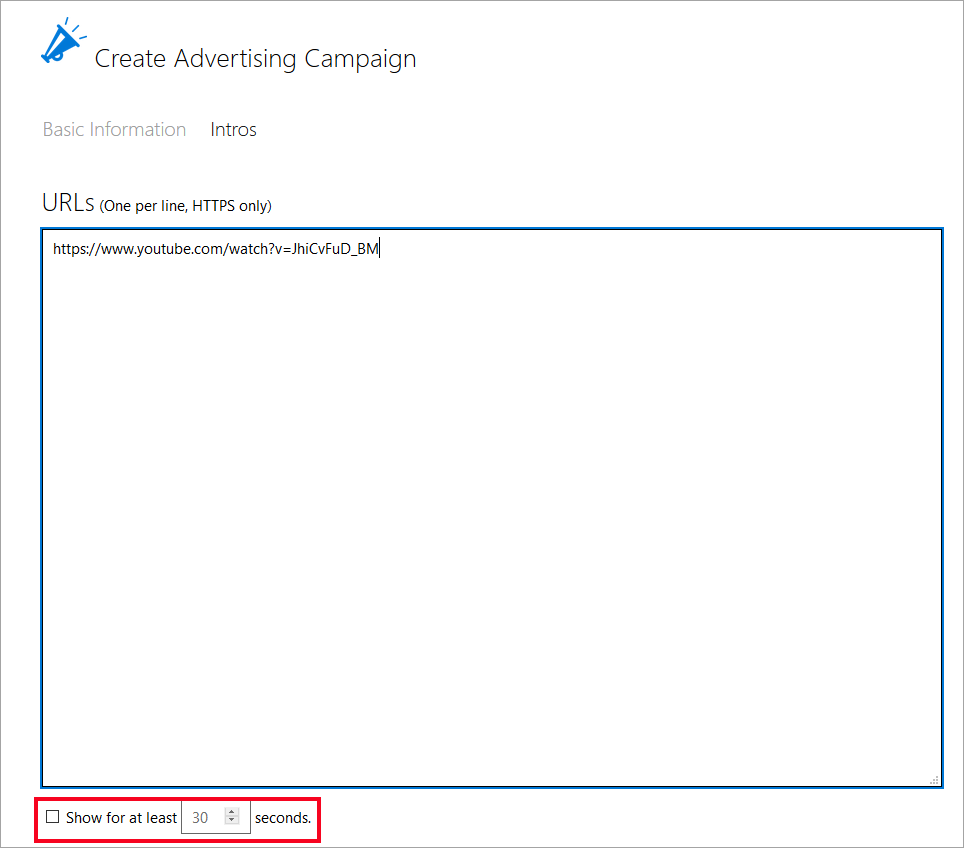 Create Advertising Campaign
Basic Information Intros
URLs (One per line, HTTPS only)
https://www.youtube.com/watch?v=JhiCvFuD_BM
Show for at least 30 seconds.